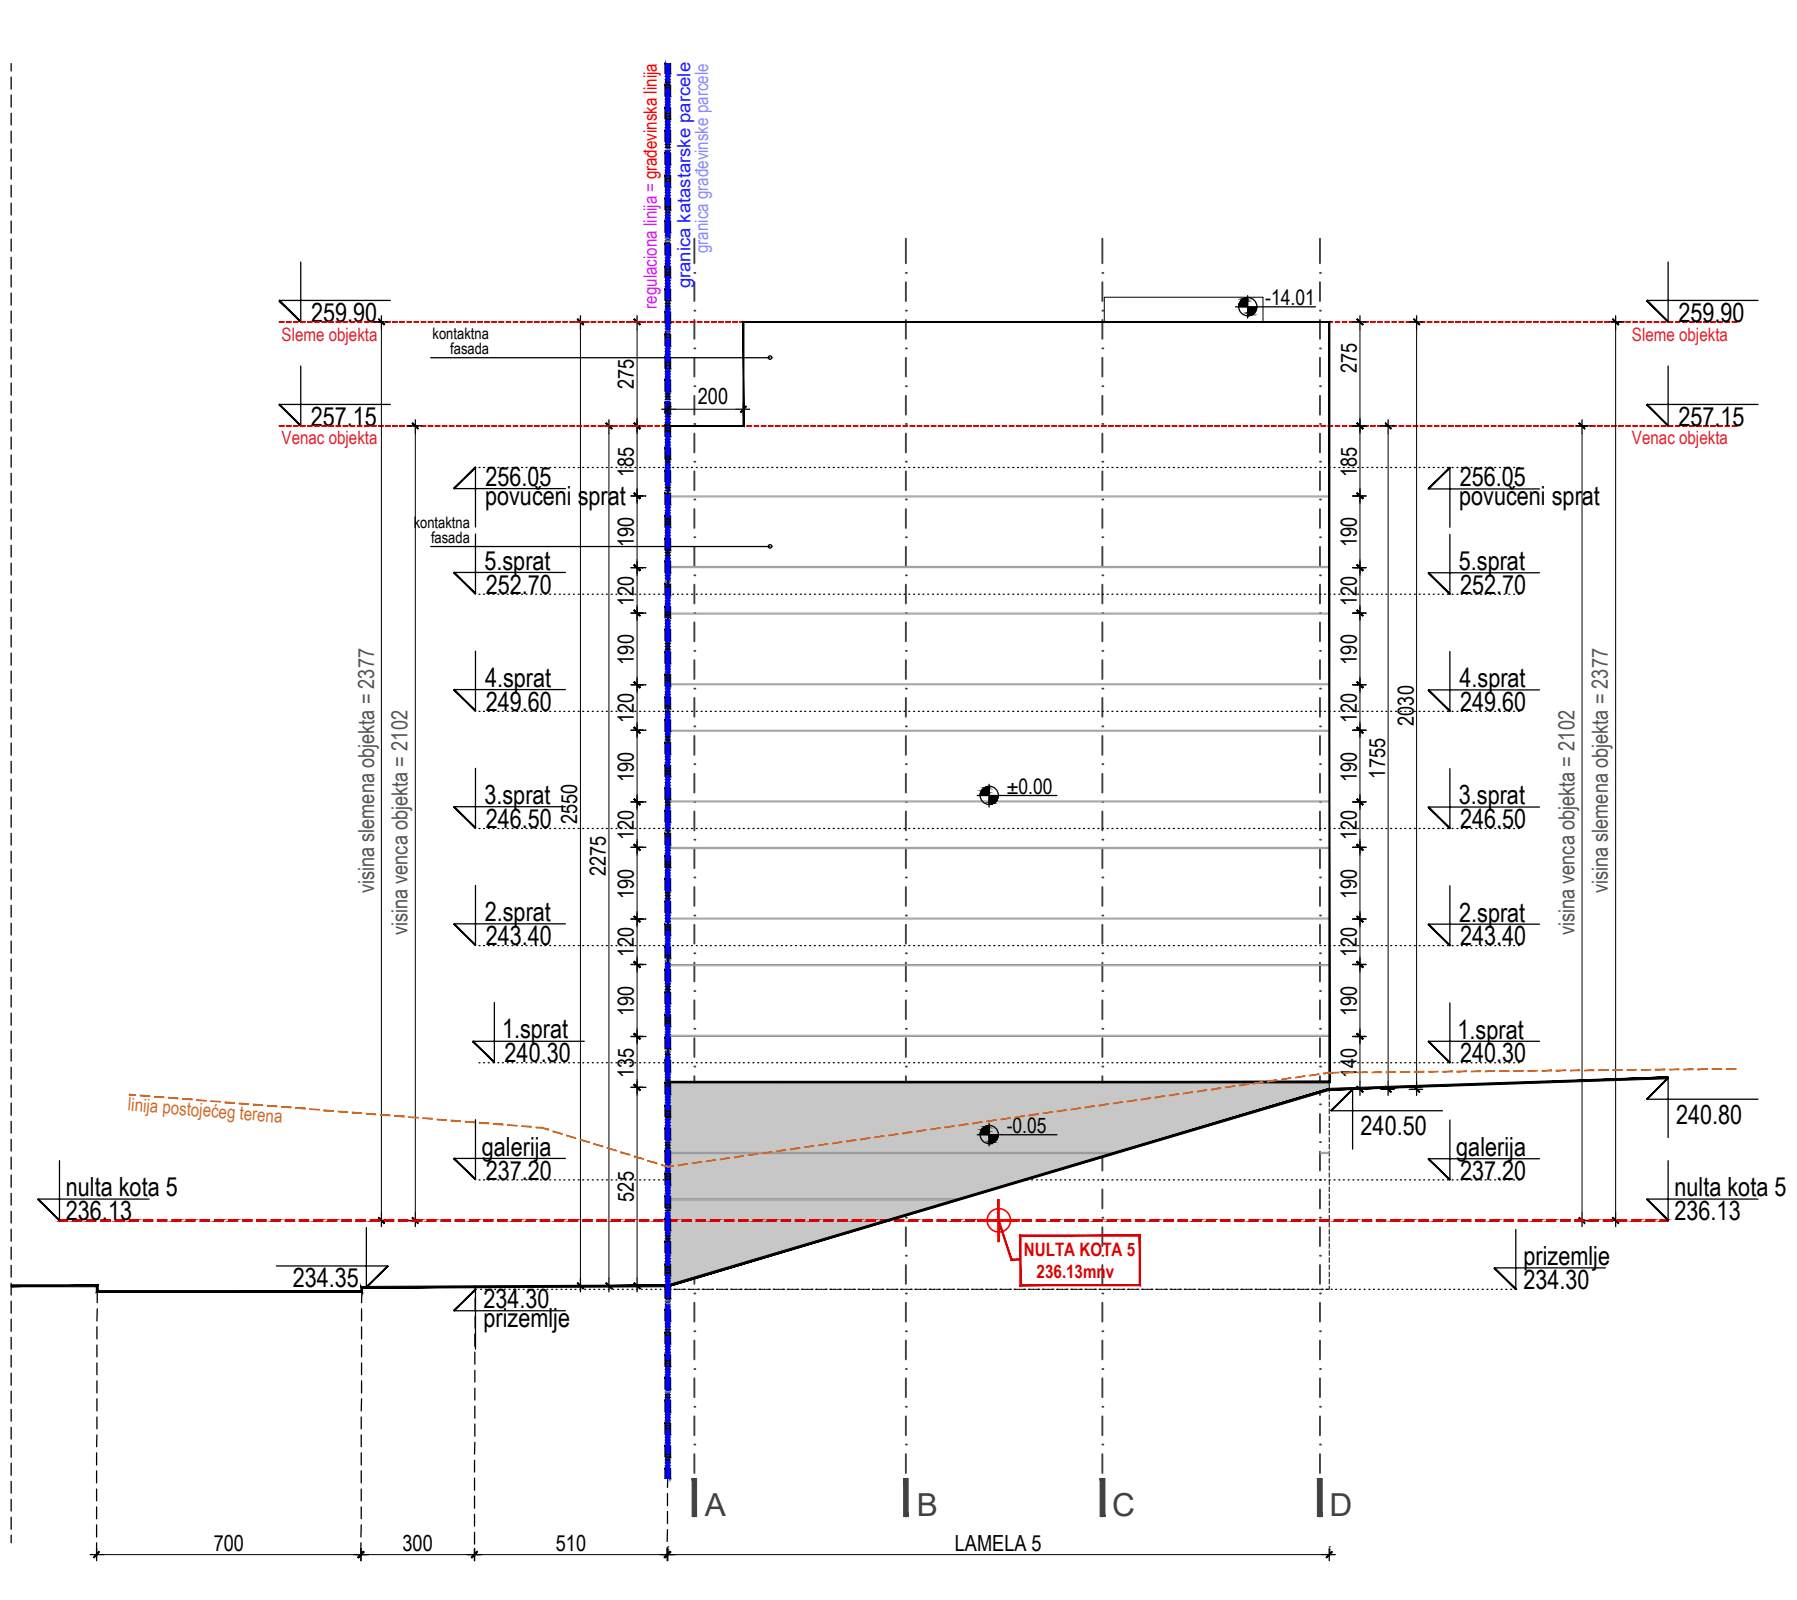 regulaciona linija = građevinska linija
granica katastarske parcele
granica građevinske parcele
-14.01
259.90
Sleme objekta
kontaktna
fasada
275
200
275
259.90
Sleme objekta
257.15
Venac objekta
257.15
Venac objekta
185
256.05
povučeni sprat
185
256.05
povučeni sprat
kontaktna
fasada
190
190
5.sprat
252.70
120
120
5.sprat
252.70
190
190
4.sprat
249.60
120
120
4.sprat
249.60
visina slemena objekta = 2377
visina venca objekta = 2102
2550
2275
2030
1755
visina venca objekta = 2102
visina slemena objekta = 2377
190
±0.00
190
3.sprat
246.50
120
120
3.sprat
246.50
190
190
2.sprat
243.40
120
120
2.sprat
243.40
190
190
1.sprat
240.30
135
140
1.sprat
240.30
linija postojećeg terena
-0.05
240.50
240.80
galerija
237.20
525
galerija
237.20
nulta kota 5
236.13
nulta kota 5
236.13
NULTA KOTA 5
236.13mnv
234.35
234.30
prizemlje
prizemlje
234.30
A
B
C
D
700
300
510
LAMELA 5